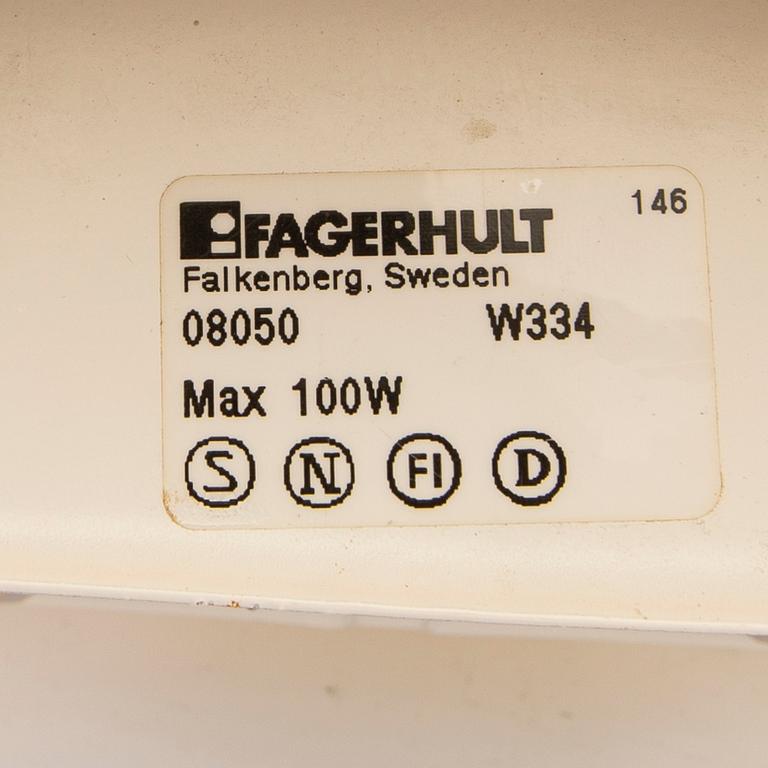 FAGERHULT 146
Falkenberg, Sweden
08050 W334
Max 100W
S N FI D